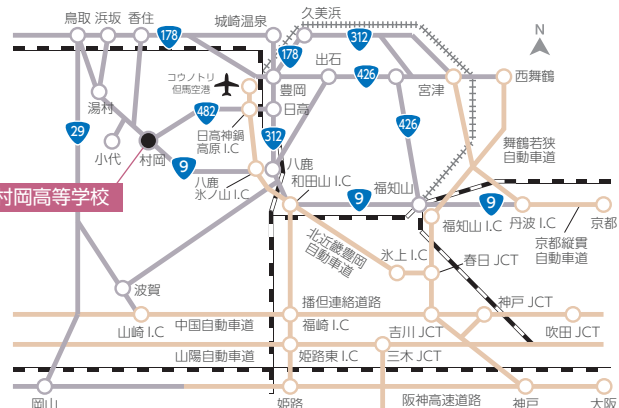 鳥取
浜坂
香住
178
城崎温泉
久美浜
312
N
178
コウノトリ
但馬空港
豊岡
出石
426
宮津
西舞鶴
湯村
29
482
日高
426
小代
村岡
日高神鍋
高原 I.C
312
舞鶴若狭
自動車道
9
八鹿
氷ノ山 I.C
八鹿
和田山 I.C
福知山
村岡高等学校
9
9
福知山 I.C
丹波 I.C
京都
北近畿豊岡
自動車道
京都縦貫
自動車道
氷上 I.C
春日 JCT
波賀
播但連絡道路
神戸 JCT
山崎 I.C
中国自動車道
福崎 I.C
吉川 JCT
吹田 JCT
山陽自動車道
姫路東 I.C
三木 JCT
岡山
姫路
阪神高速道路
神戸
大阪